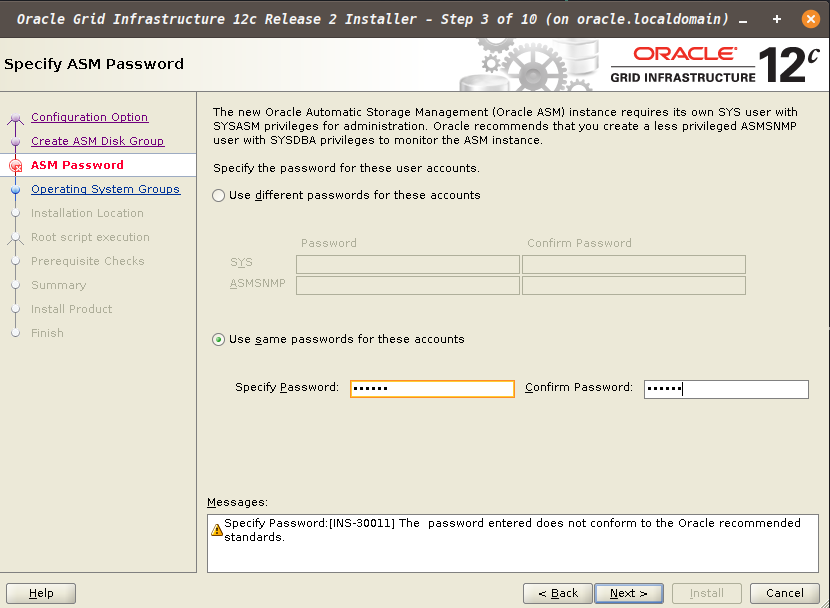 Oracle Grid Infrastructure 12c Release 2 Installer - Step 3 of 10 (on oracle.localdomain)
Specify ASM Password
ORACLE®
GRID INFRASTRUCTURE
12c
Configuration Option
Create ASM Disk Group
ASM Password
Operating System Groups
Installation Location
Root script execution
Prerequisite Checks
Summary
Install Product
Finish
The new Oracle Automatic Storage Management (Oracle ASM) instance requires its own SYS user with
SYSASM privileges for administration. Oracle recommends that you create a less privileged ASMSNMP
user with SYSDBA privileges to monitor the ASM instance.
Specify the password for these user accounts.
Use different passwords for these accounts
Password Confirm Password
SYS
ASMSNMP
Use same passwords for these accounts
Specify Password: •••••• Confirm Password: ••••••
Messages:
Specify Password:[INS-30011] The  password entered does not conform to the Oracle recommended
standards.
Help < Back Next > Install Cancel